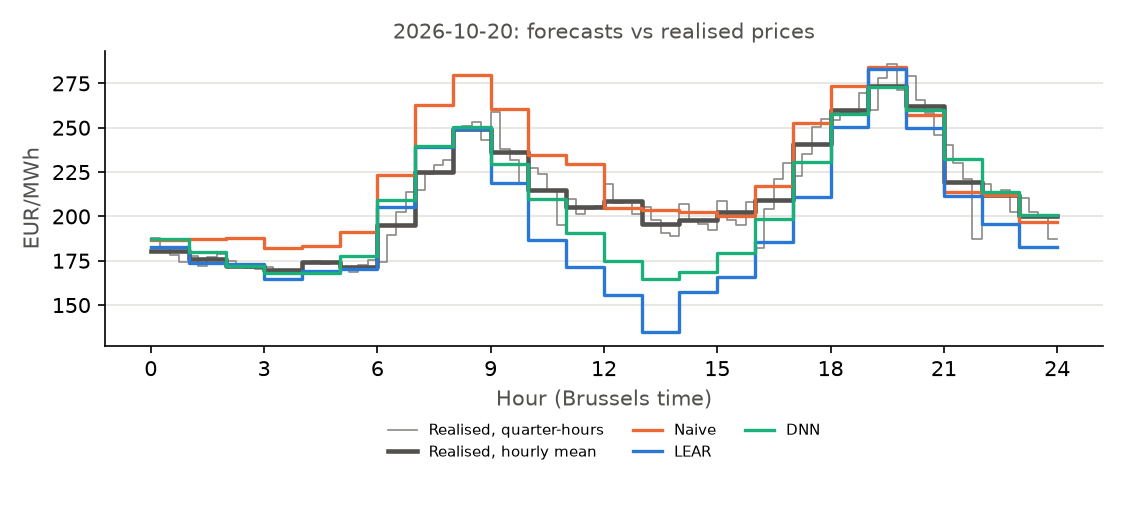 2026-10-20: forecasts vs realised prices
EUR/MWh
275
250
225
200
175
150
0 3 6 9 12 15 18 21 24
Hour (Brussels time)
Realised, quarter-hours Naive DNN
Realised, hourly mean LEAR